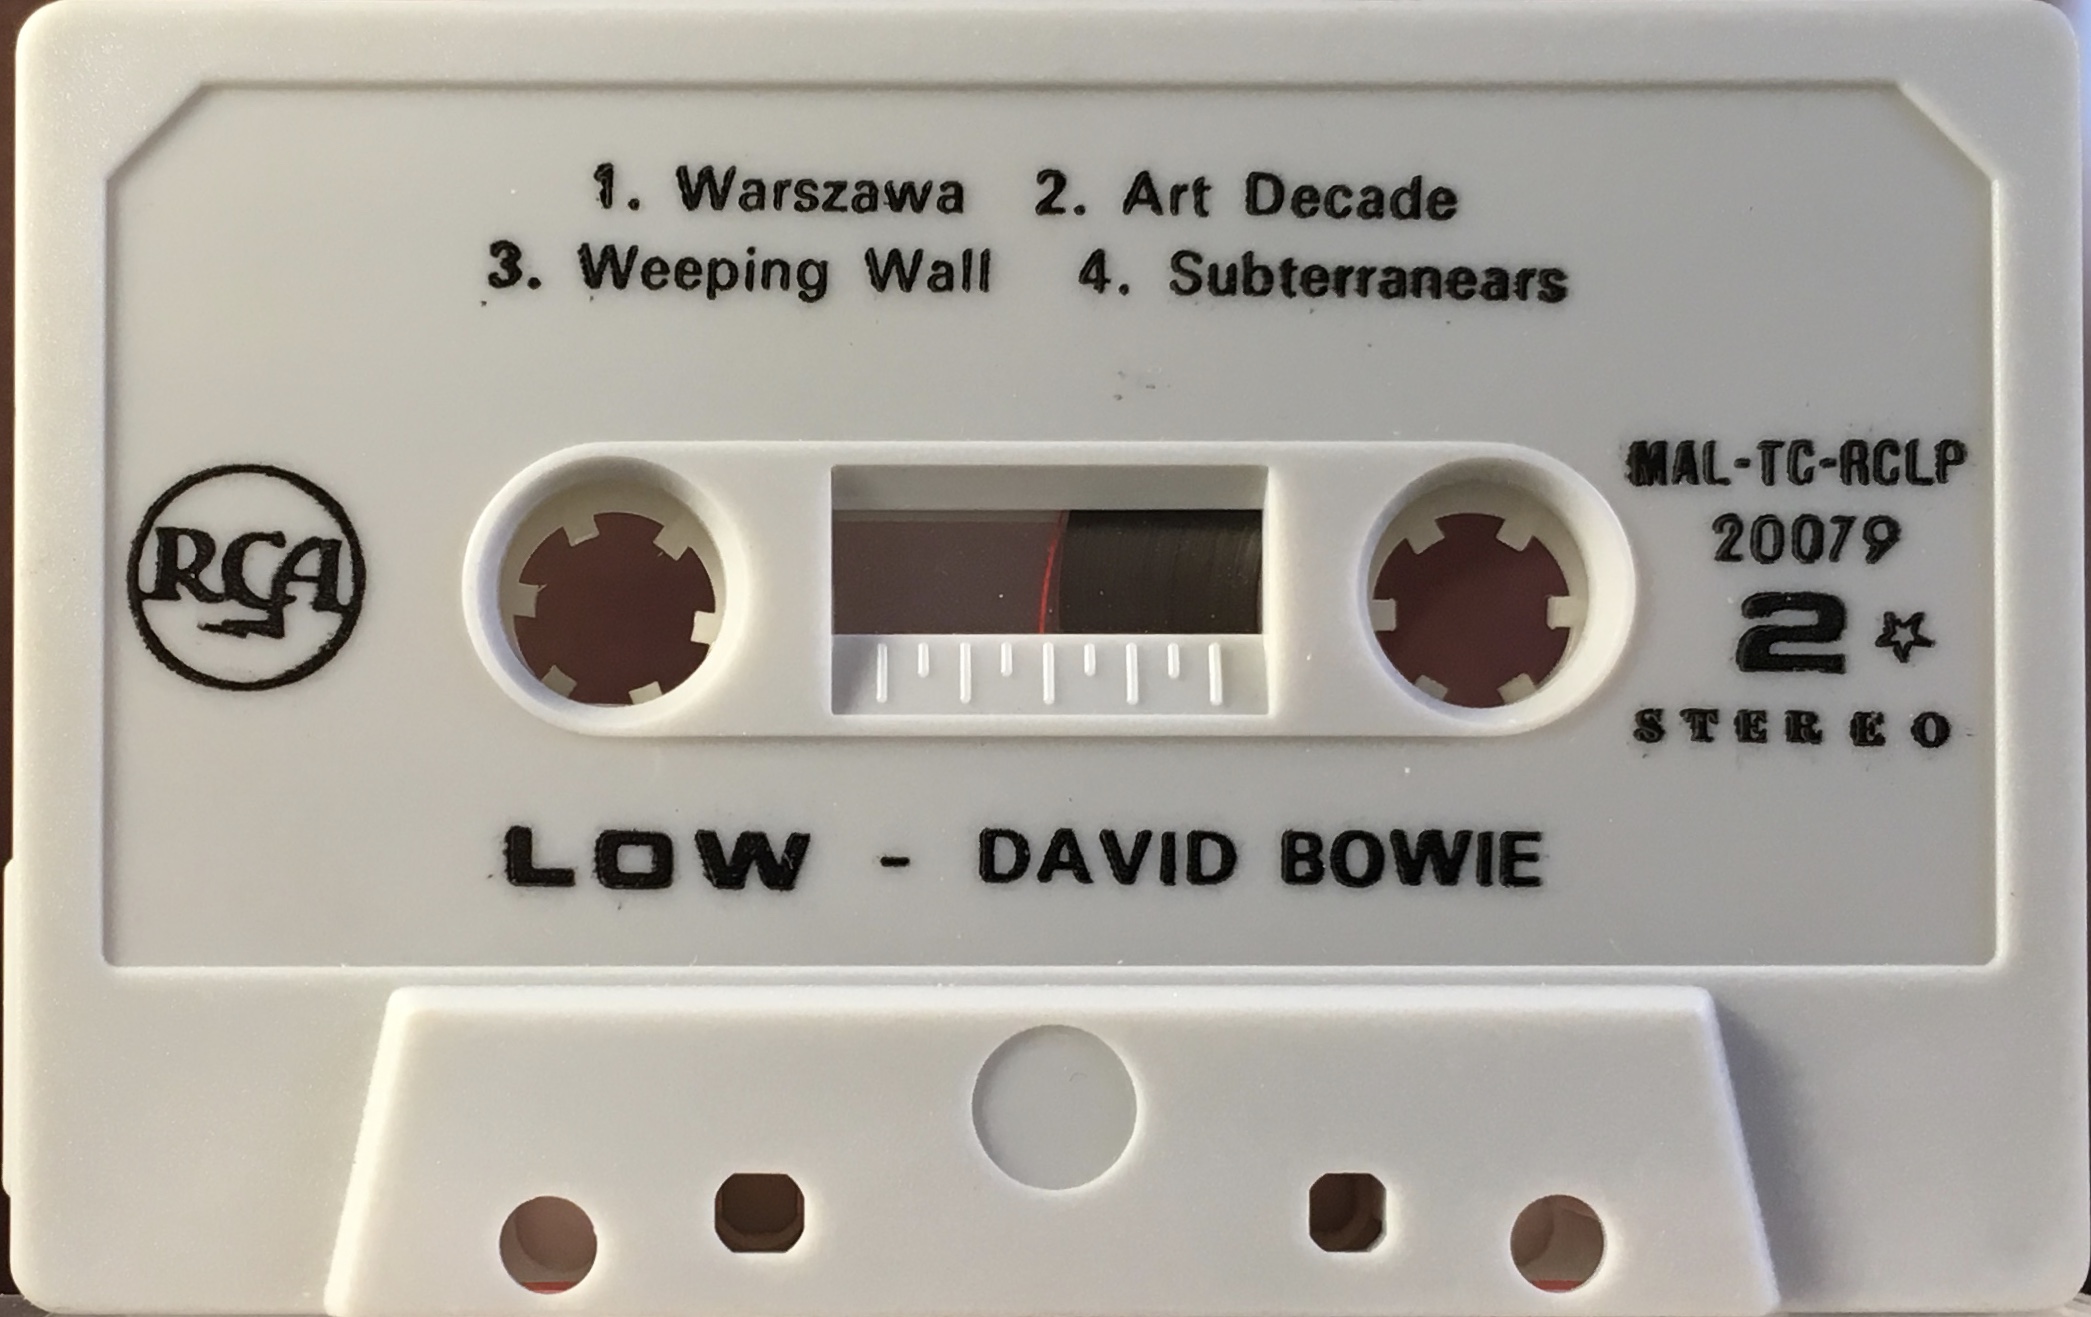 1. Warszawa 2. Art Decade
3. Weeping Wall 4. Subterranears
RCA
MAL-TC-RCLP
20079
2
STEREO
LOW - DAVID BOWIE